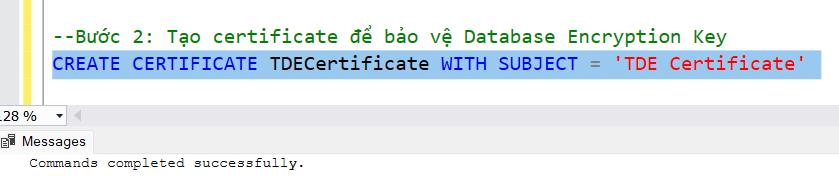 --Bước 2: Tạo certificate để bảo vệ Database Encryption Key
CREATE CERTIFICATE TDECertificate WITH SUBJECT = 'TDE Certificate'
128 %
Messages
Commands completed successfully.